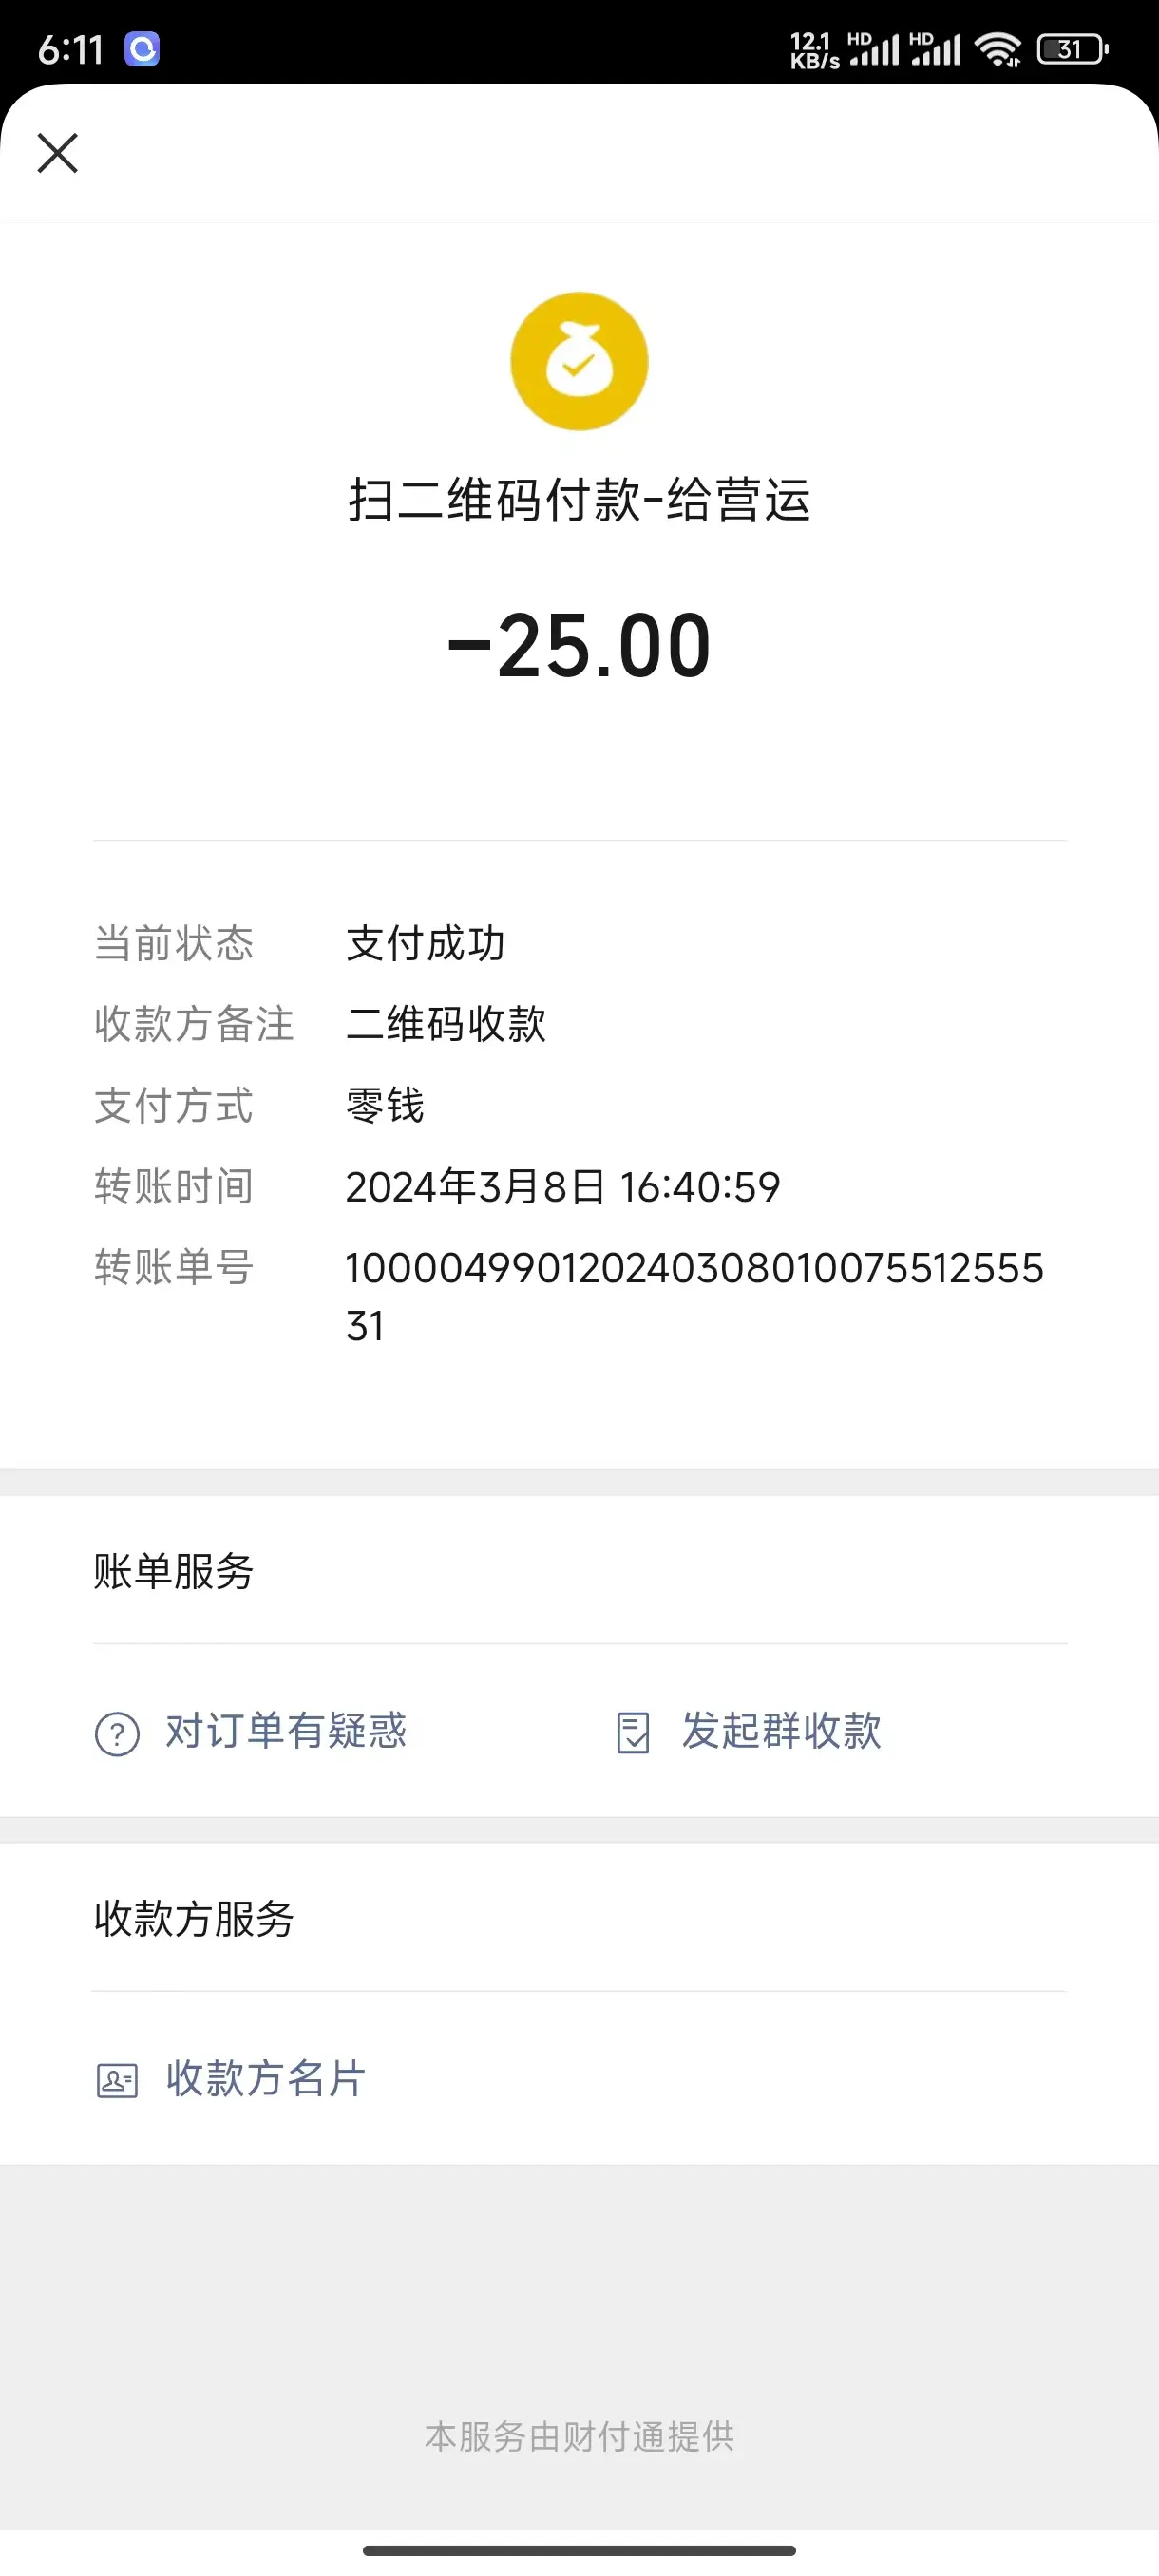 6:11
12.1 KB/s HD HD 31
扫二维码付款-给营运
-25.00
当前状态 支付成功
收款方备注 二维码收款
支付方式 零钱
转账时间 2024年3月8日 16:40:59
转账单号 100004990120240308010075512555
31
账单服务
对订单有疑惑 发起群收款
收款方服务
收款方名片
本服务由财付通提供